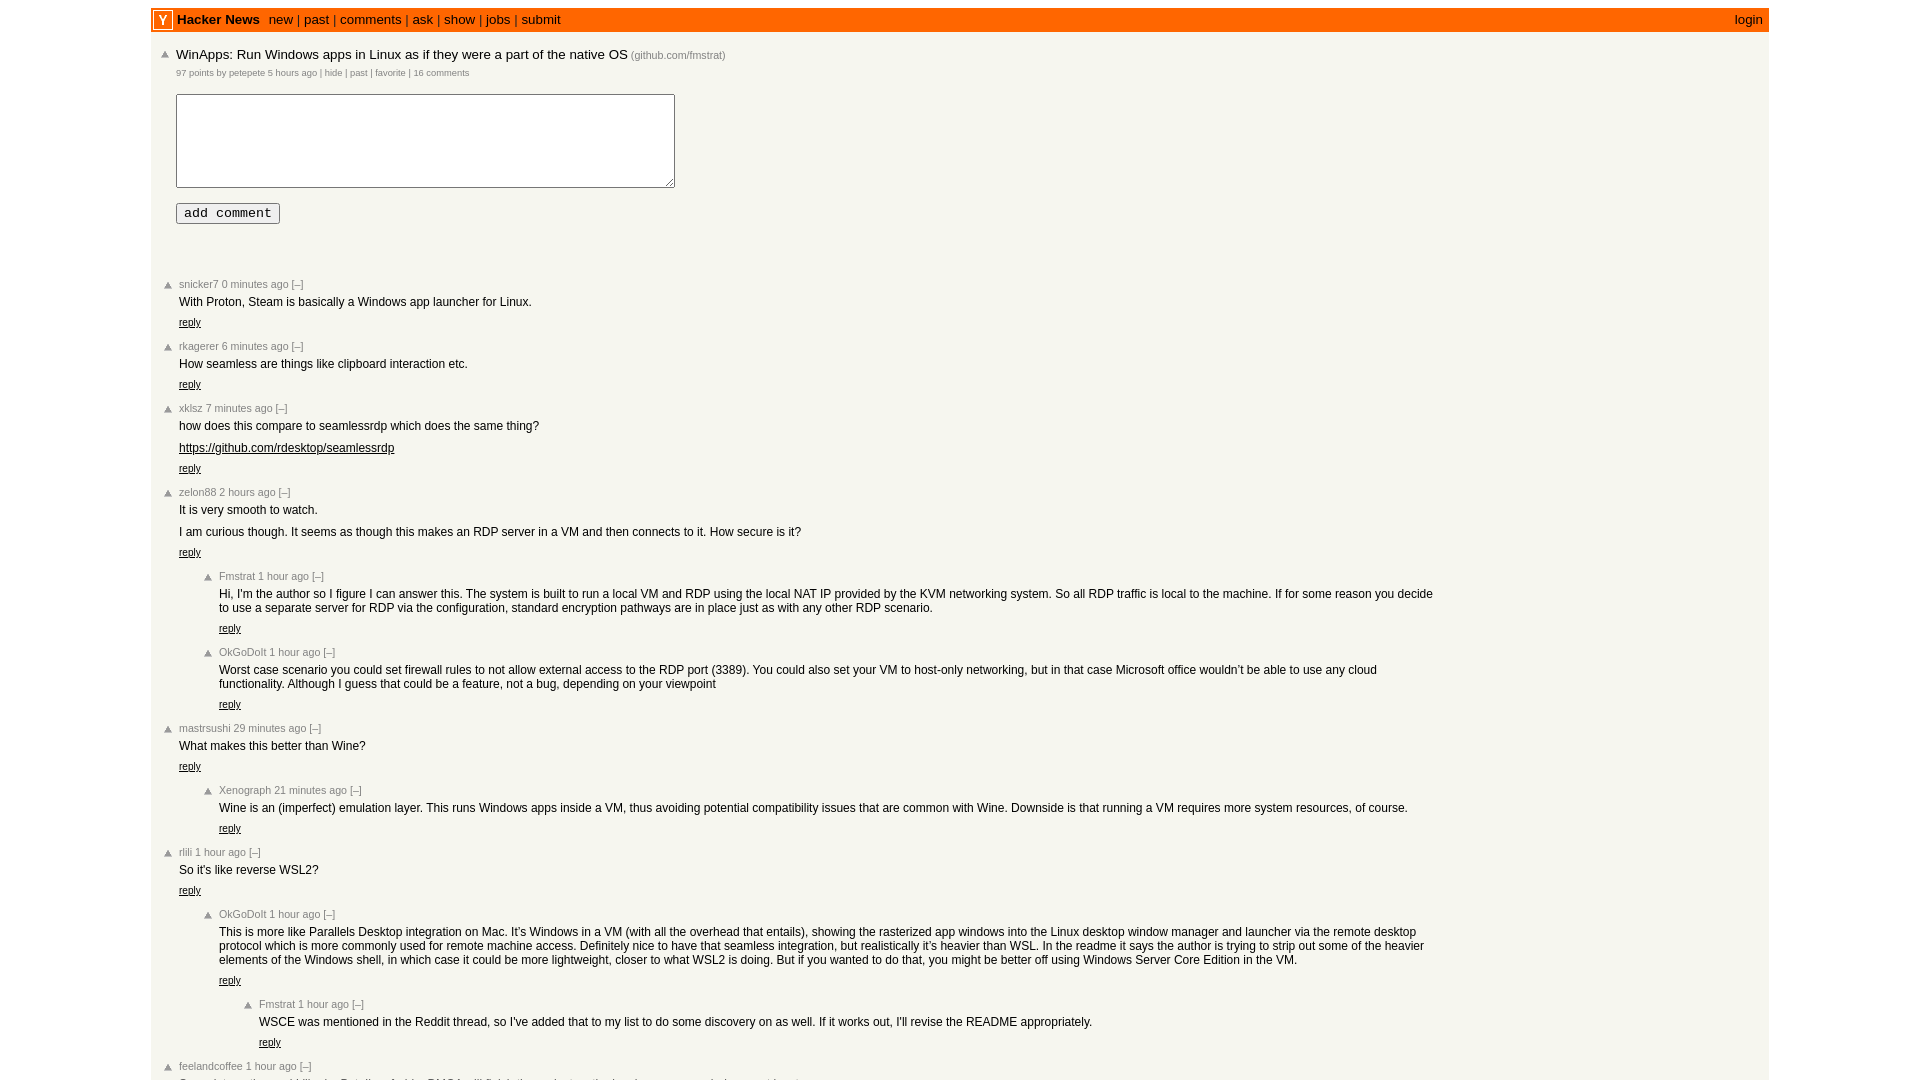 Y Hacker News new | past | comments | ask | show | jobs | submit login
WinApps: Run Windows apps in Linux as if they were a part of the native OS (github.com/fmstrat)
97 points by petepete 5 hours ago | hide | past | favorite | 16 comments
add comment
snicker7 0 minutes ago [–]
With Proton, Steam is basically a Windows app launcher for Linux.
reply
rkagerer 6 minutes ago [–]
How seamless are things like clipboard interaction etc.
reply
xklsz 7 minutes ago [–]
how does this compare to seamlessrdp which does the same thing?
https://github.com/rdesktop/seamlessrdp
reply
zelon88 2 hours ago [–]
It is very smooth to watch.
I am curious though. It seems as though this makes an RDP server in a VM and then connects to it. How secure is it?
reply
Fmstrat 1 hour ago [–]
Hi, I'm the author so I figure I can answer this. The system is built to run a local VM and RDP using the local NAT IP provided by the KVM networking system. So all RDP traffic is local to the machine. If for some reason you decide
to use a separate server for RDP via the configuration, standard encryption pathways are in place just as with any other RDP scenario.
reply
OkGoDoIt 1 hour ago [–]
Worst case scenario you could set firewall rules to not allow external access to the RDP port (3389). You could also set your VM to host-only networking, but in that case Microsoft office wouldn’t be able to use any cloud
functionality. Although I guess that could be a feature, not a bug, depending on your viewpoint
reply
mastrsushi 29 minutes ago [–]
What makes this better than Wine?
reply
Xenograph 21 minutes ago [–]
Wine is an (imperfect) emulation layer. This runs Windows apps inside a VM, thus avoiding potential compatibility issues that are common with Wine. Downside is that running a VM requires more system resources, of course.
reply
rlili 1 hour ago [–]
So it's like reverse WSL2?
reply
OkGoDoIt 1 hour ago [–]
This is more like Parallels Desktop integration on Mac. It’s Windows in a VM (with all the overhead that entails), showing the rasterized app windows into the Linux desktop window manager and launcher via the remote desktop
protocol which is more commonly used for remote machine access. Definitely nice to have that seamless integration, but realistically it’s heavier than WSL. In the readme it says the author is trying to strip out some of the heavier
elements of the Windows shell, in which case it could be more lightweight, closer to what WSL2 is doing. But if you wanted to do that, you might be better off using Windows Server Core Edition in the VM.
reply
Fmstrat 1 hour ago [–]
WSCE was mentioned in the Reddit thread, so I've added that to my list to do some discovery on as well. If it works out, I'll revise the README appropriately.
reply
feelandcoffee 1 hour ago [–]